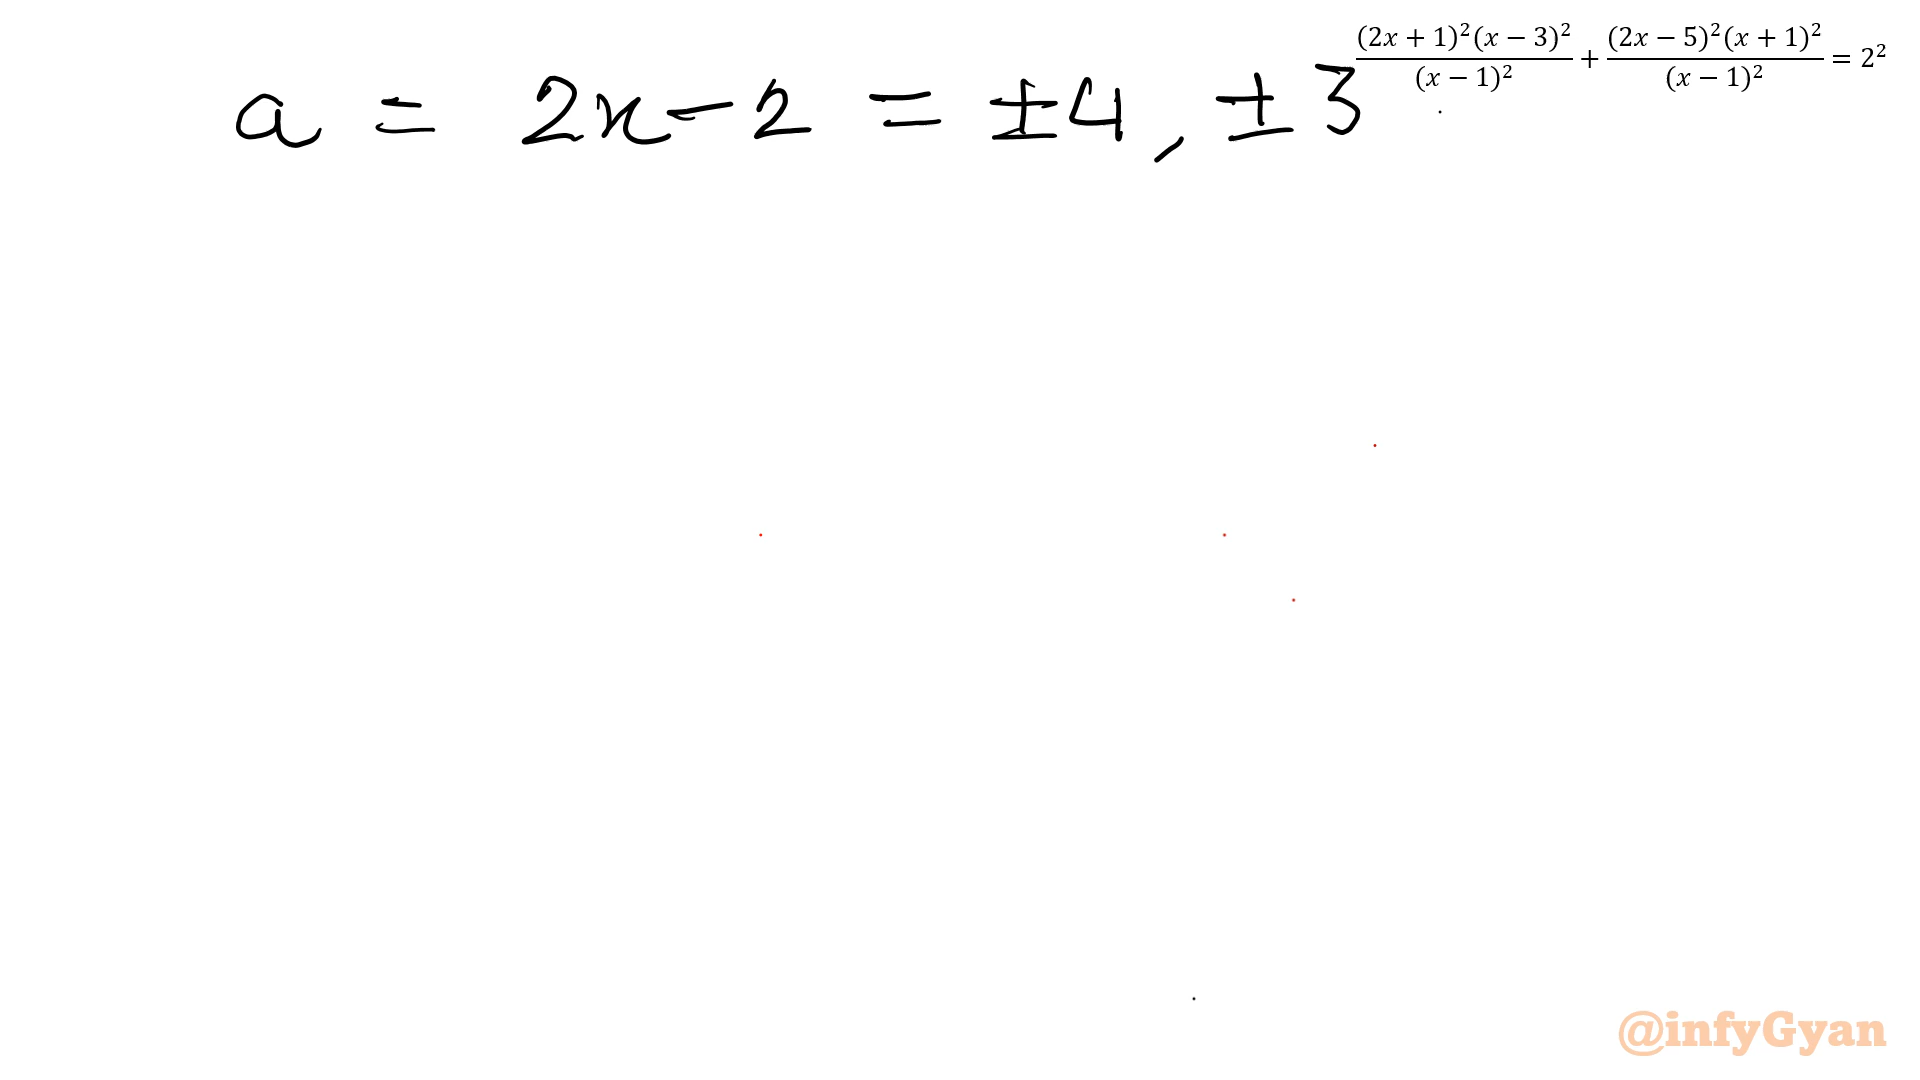 a = 2x - 2 = ±4, ±3
(2x + 1)²(x − 3)² / (x − 1)² + (2x − 5)²(x + 1)² / (x − 1)² = 2²
@infyGyan